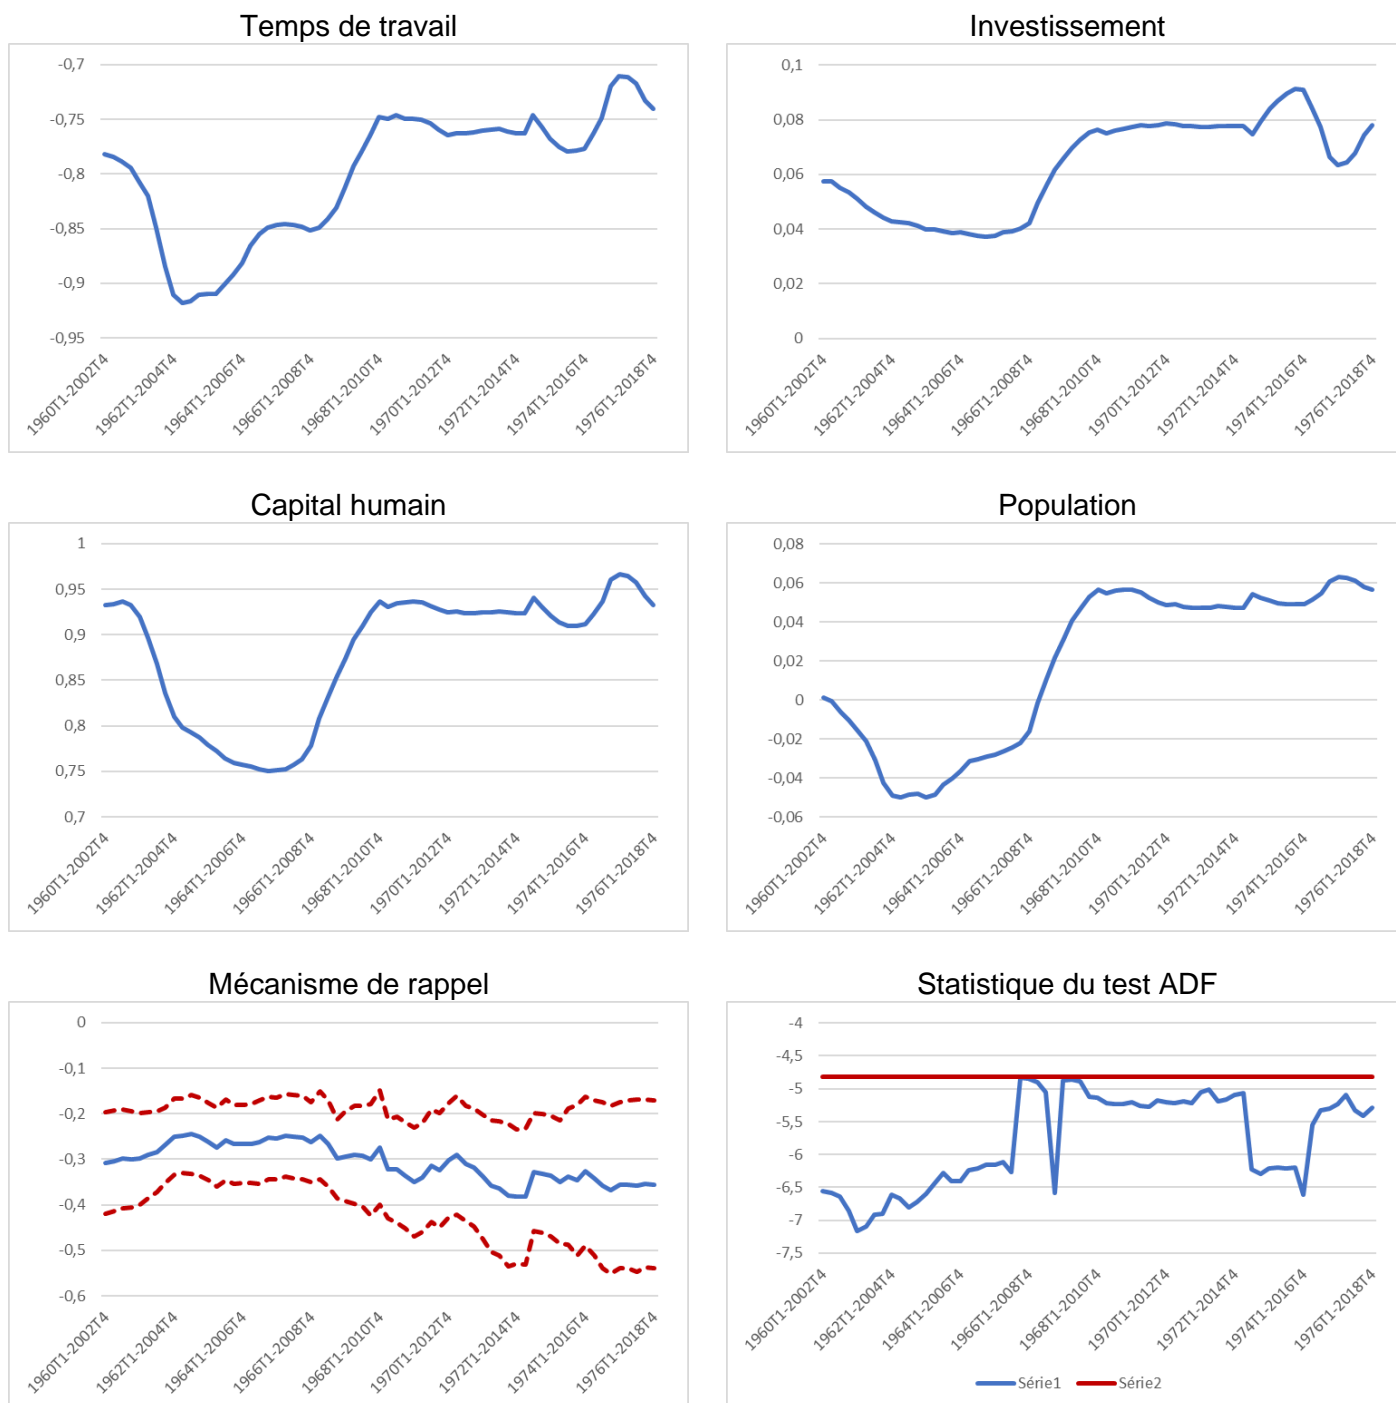 Temps de travail
-0,7
-0,75
-0,8
-0,85
-0,9
-0,95
1960T1-2002T4
1962T1-2004T4
1964T1-2006T4
1966T1-2008T4
1968T1-2010T4
1970T1-2012T4
1972T1-2014T4
1974T1-2016T4
1976T1-2018T4
Investissement
0,1
0,08
0,06
0,04
0,02
0
1960T1-2002T4
1962T1-2004T4
1964T1-2006T4
1966T1-2008T4
1968T1-2010T4
1970T1-2012T4
1972T1-2014T4
1974T1-2016T4
1976T1-2018T4
Capital humain
1
0,95
0,9
0,85
0,8
0,75
0,7
1960T1-2002T4
1962T1-2004T4
1964T1-2006T4
1966T1-2008T4
1968T1-2010T4
1970T1-2012T4
1972T1-2014T4
1974T1-2016T4
1976T1-2018T4
Population
0,08
0,06
0,04
0,02
0
-0,02
-0,04
-0,06
1960T1-2002T4
1962T1-2004T4
1964T1-2006T4
1966T1-2008T4
1968T1-2010T4
1970T1-2012T4
1972T1-2014T4
1974T1-2016T4
1976T1-2018T4
Mécanisme de rappel
0
-0,1
-0,2
-0,3
-0,4
-0,5
-0,6
1960T1-2002T4
1962T1-2004T4
1964T1-2006T4
1966T1-2008T4
1968T1-2010T4
1970T1-2012T4
1972T1-2014T4
1974T1-2016T4
1976T1-2018T4
Statistique du test ADF
-4
-4,5
-5
-5,5
-6
-6,5
-7
-7,5
1960T1-2002T4
1962T1-2004T4
1964T1-2006T4
1966T1-2008T4
1968T1-2010T4
1970T1-2012T4
1972T1-2014T4
1974T1-2016T4
1976T1-2018T4
Série1
Série2